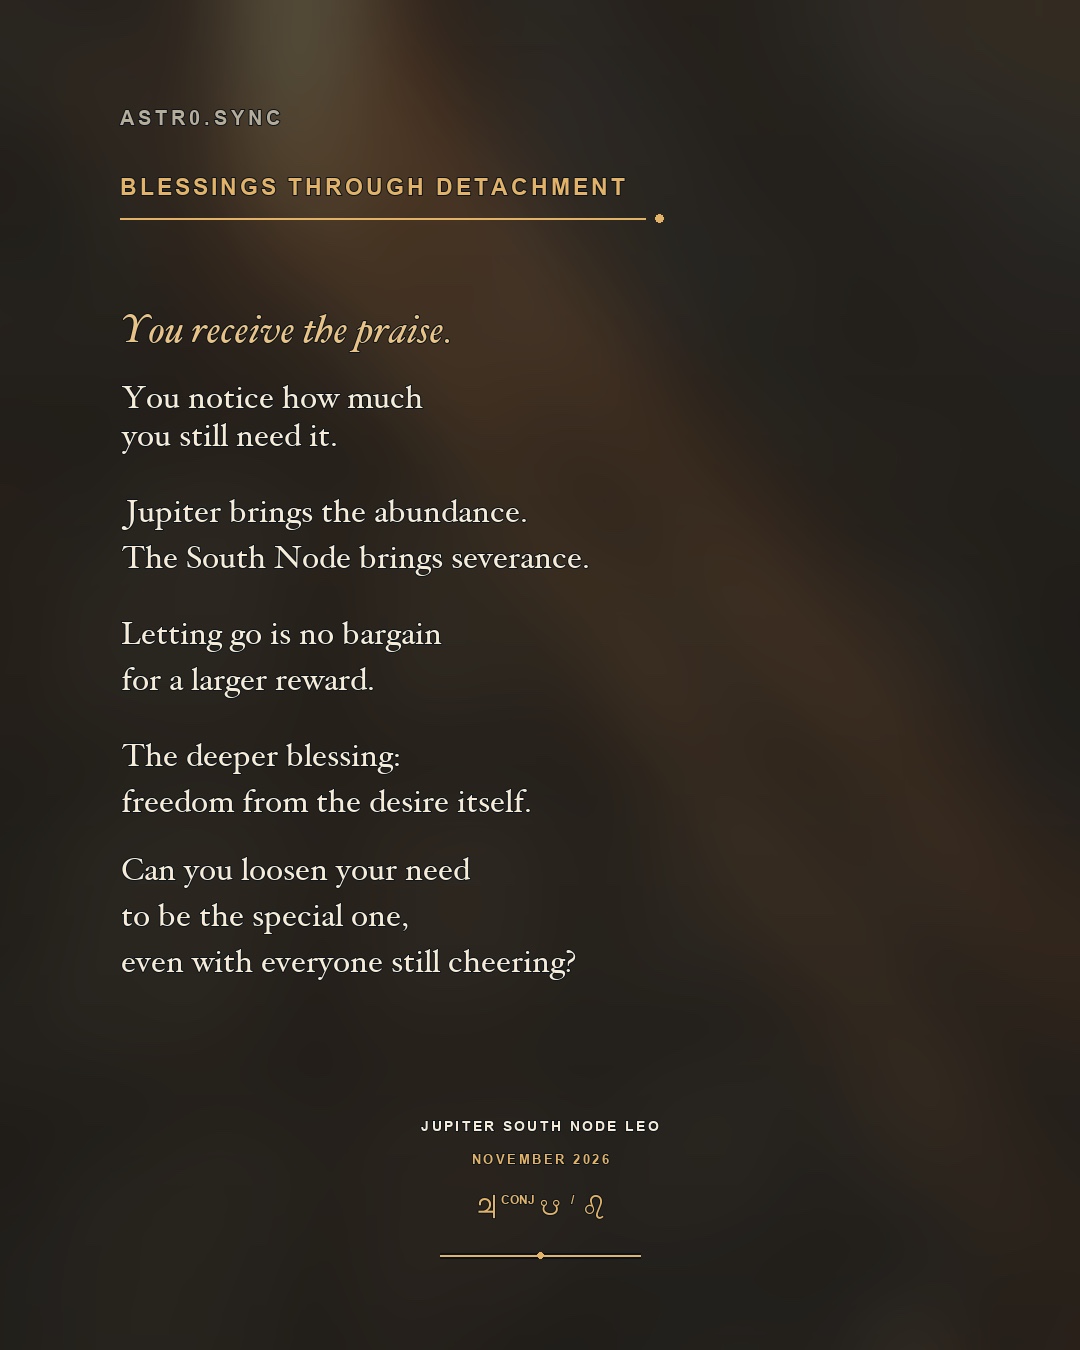 ASTR0.SYNC
BLESSINGS THROUGH DETACHMENT
You receive the praise.
You notice how much
you still need it.
Jupiter brings the abundance.
The South Node brings severance.
Letting go is no bargain
for a larger reward.
The deeper blessing:
freedom from the desire itself.
Can you loosen your need
to be the special one,
even with everyone still cheering?
JUPITER SOUTH NODE LEO
NOVEMBER 2026
♃ CONJ ☋ / ♌